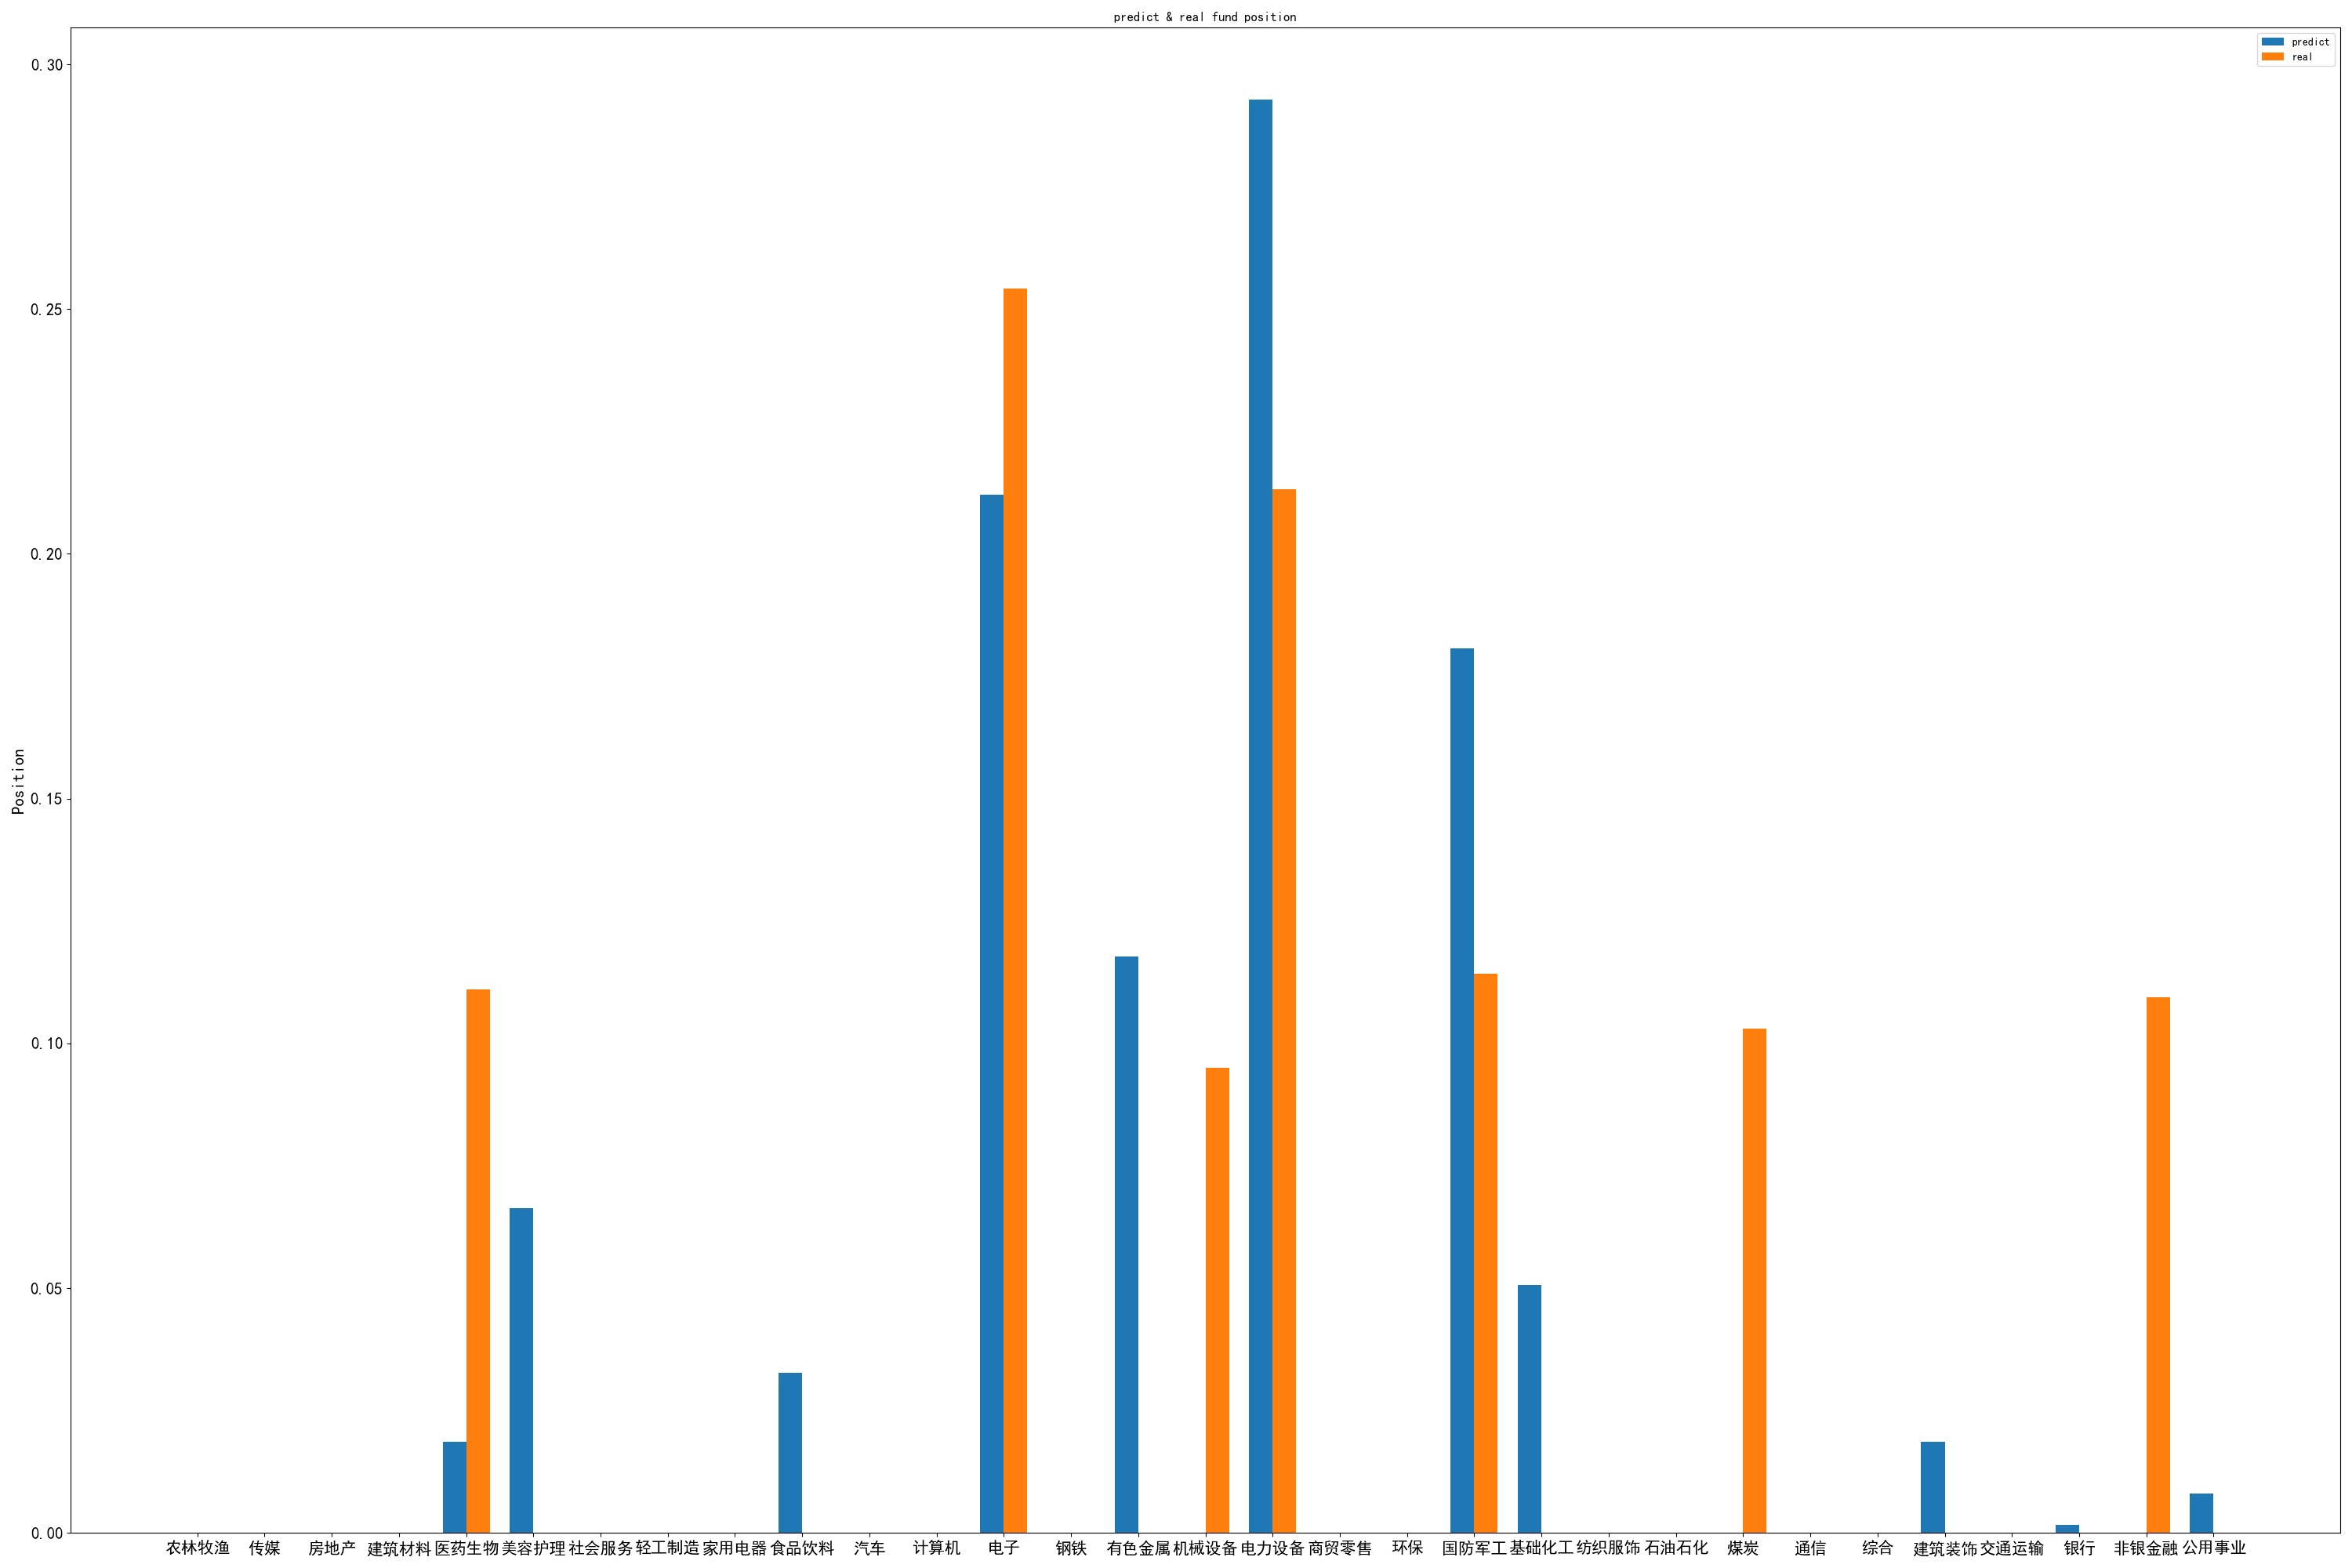 predict & real fund position
predict
real
0.30
0.25
0.20
0.15
0.10
0.05
0.00
Position
农林牧渔 传媒 房地产 建筑材料 医药生物 美容护理 社会服务 轻工制造 家用电器 食品饮料 汽车 计算机 电子 钢铁 有色金属 机械设备 电力设备 商贸零售 环保 国防军工 基础化工 纺织服饰 石油石化 煤炭 通信 综合 建筑装饰 交通运输 银行 非银金融 公用事业